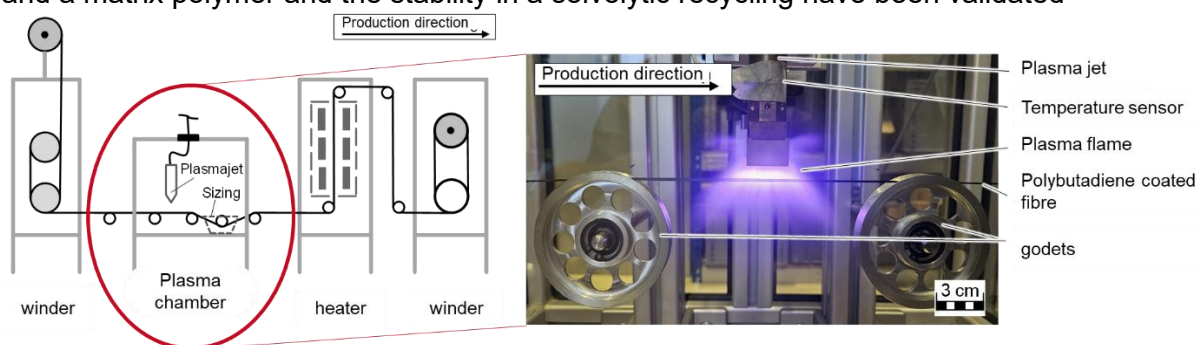 and a matrix polymer and the stability in a solvolytic recycling have been validated
Production direction
Plasmajet
Sizing
Plasma
chamber
winder
heater
winder
Production direction
Plasma jet
Temperature sensor
Plasma flame
Polybutadiene coated
fibre
godets
3 cm